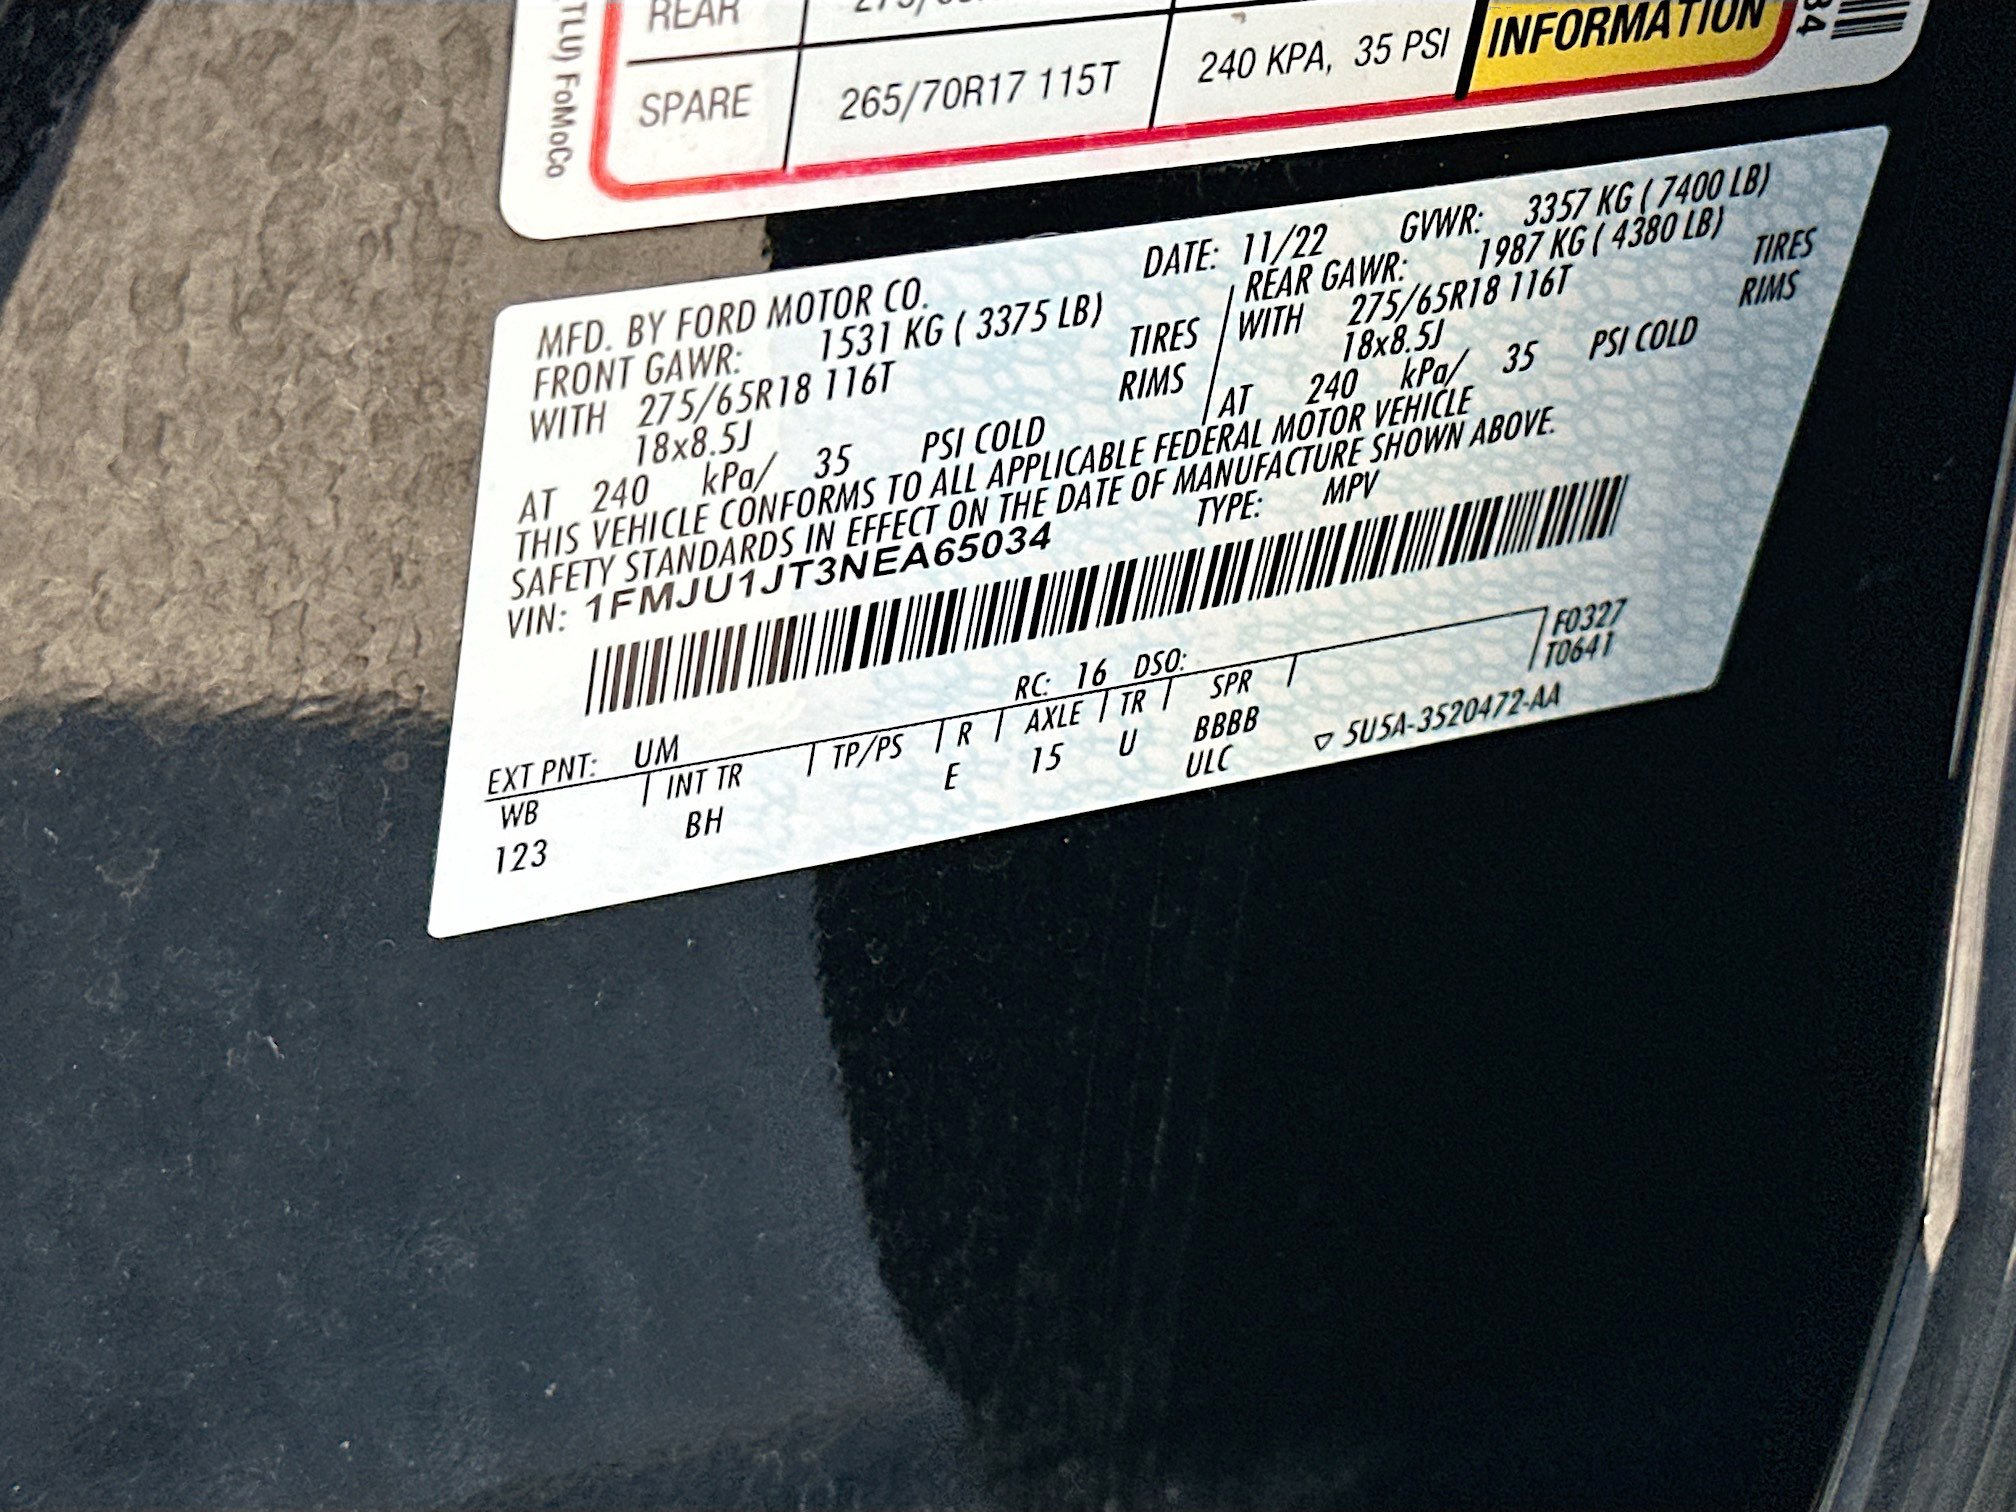 TLU) FoMoCo
REAR
SPARE 265/70R17 115T 240 KPA, 35 PSI
INFORMATION
MFD. BY FORD MOTOR CO. DATE: 11/22 GVWR: 3357 KG ( 7400 LB)
FRONT GAWR: 1531 KG ( 3375 LB) REAR GAWR: 1987 KG ( 4380 LB)
WITH 275/65R18 116T TIRES WITH 275/65R18 116T TIRES
18x8.5J RIMS 18x8.5J RIMS
AT 240 kPa/ 35 PSI COLD AT 240 kPa/ 35 PSI COLD
THIS VEHICLE CONFORMS TO ALL APPLICABLE FEDERAL MOTOR VEHICLE
SAFETY STANDARDS IN EFFECT ON THE DATE OF MANUFACTURE SHOWN ABOVE.
VIN: 1FMJU1JT3NEA65034 TYPE: MPV
F0327
T0641
EXT PNT: UM RC: 16 DSO:
WB INT TR TP/PS R AXLE TR SPR
123 BH E 15 U BBBB
ULC
5U5A-3520472-AA